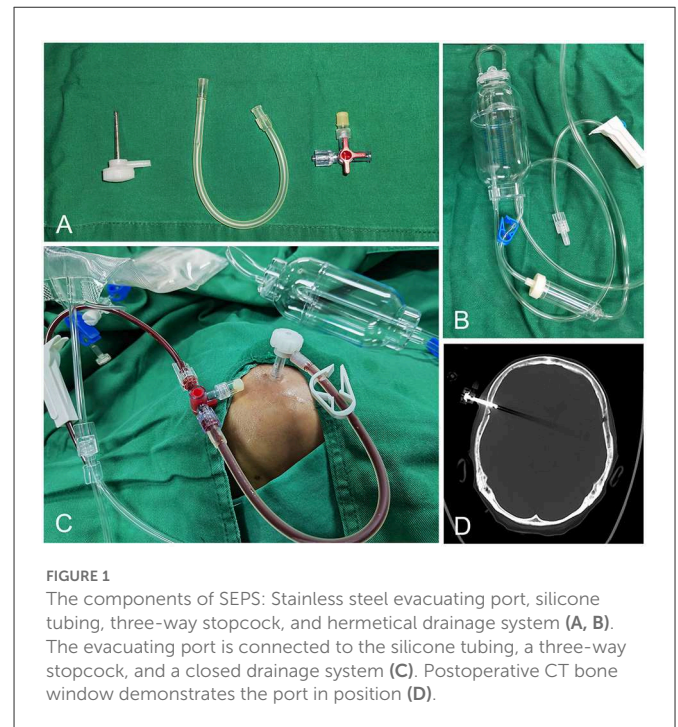 A
B
C
D
FIGURE 1
The components of SEPS: Stainless steel evacuating port, silicone
tubing, three-way stopcock, and hermetical drainage system (A, B).
The evacuating port is connected to the silicone tubing, a three-way
stopcock, and a closed drainage system (C). Postoperative CT bone
window demonstrates the port in position (D).